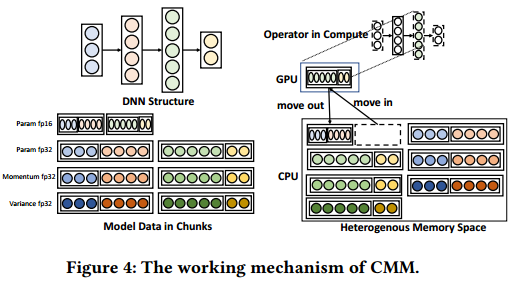 DNN Structure
Param fp16
Param fp32
Momentum fp32
Variance fp32
Model Data in Chunks
Operator in Compute
GPU
move out
move in
CPU
Heterogenous Memory Space
Figure 4: The working mechanism of CMM.